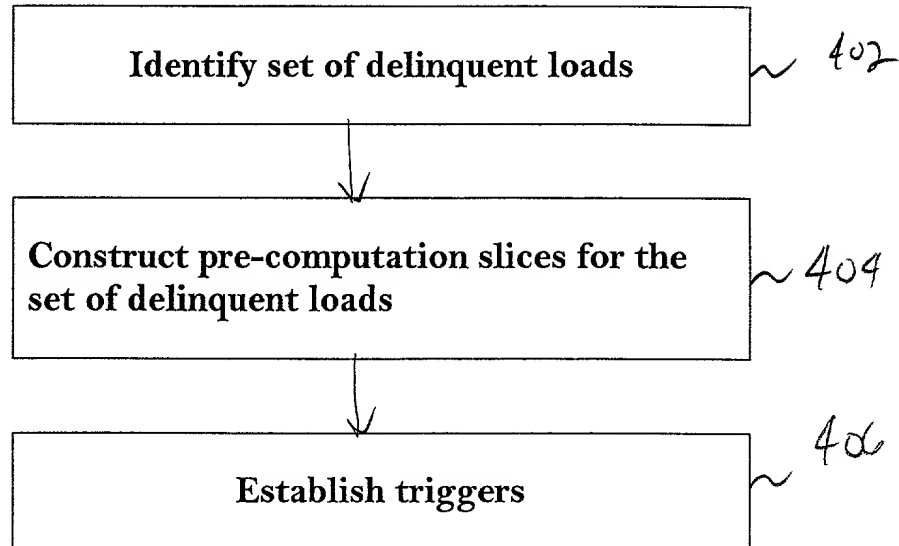 Identify set of delinquent loads
402
Construct pre-computation slices for the
set of delinquent loads
404
Establish triggers
406